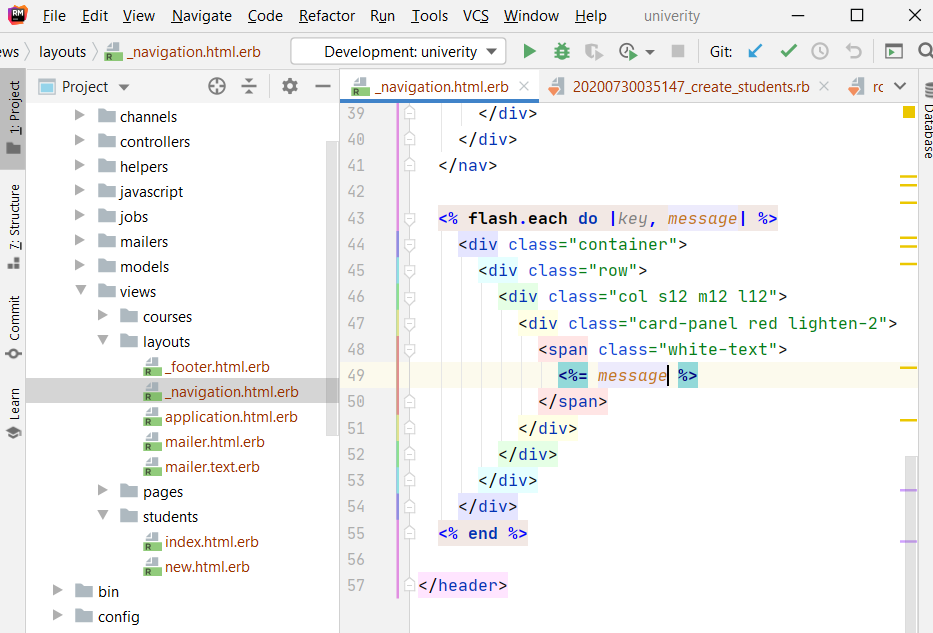 RM File Edit View Navigate Code Refactor Run Tools VCS Window Help univerity
ews layouts _navigation.html.erb Development: univerity Git:
Project _navigation.html.erb 20200730035147_create_students.rb rc
1: Project
7: Structure
Commit
Learn
channels
controllers
helpers
javascript
jobs
mailers
models
views
courses
layouts
_footer.html.erb
_navigation.html.erb
application.html.erb
mailer.html.erb
mailer.text.erb
pages
students
index.html.erb
new.html.erb
bin
config
39 </div>
40 </div>
41 </nav>
42
43 <% flash.each do |key, message| %>
44 <div class="container">
45 <div class="row">
46 <div class="col s12 m12 l12">
47 <div class="card-panel red lighten-2">
48 <span class="white-text">
49 <%= message %>
50 </span>
51 </div>
52 </div>
53 </div>
54 </div>
55 <% end %>
56
57 </header>
Database